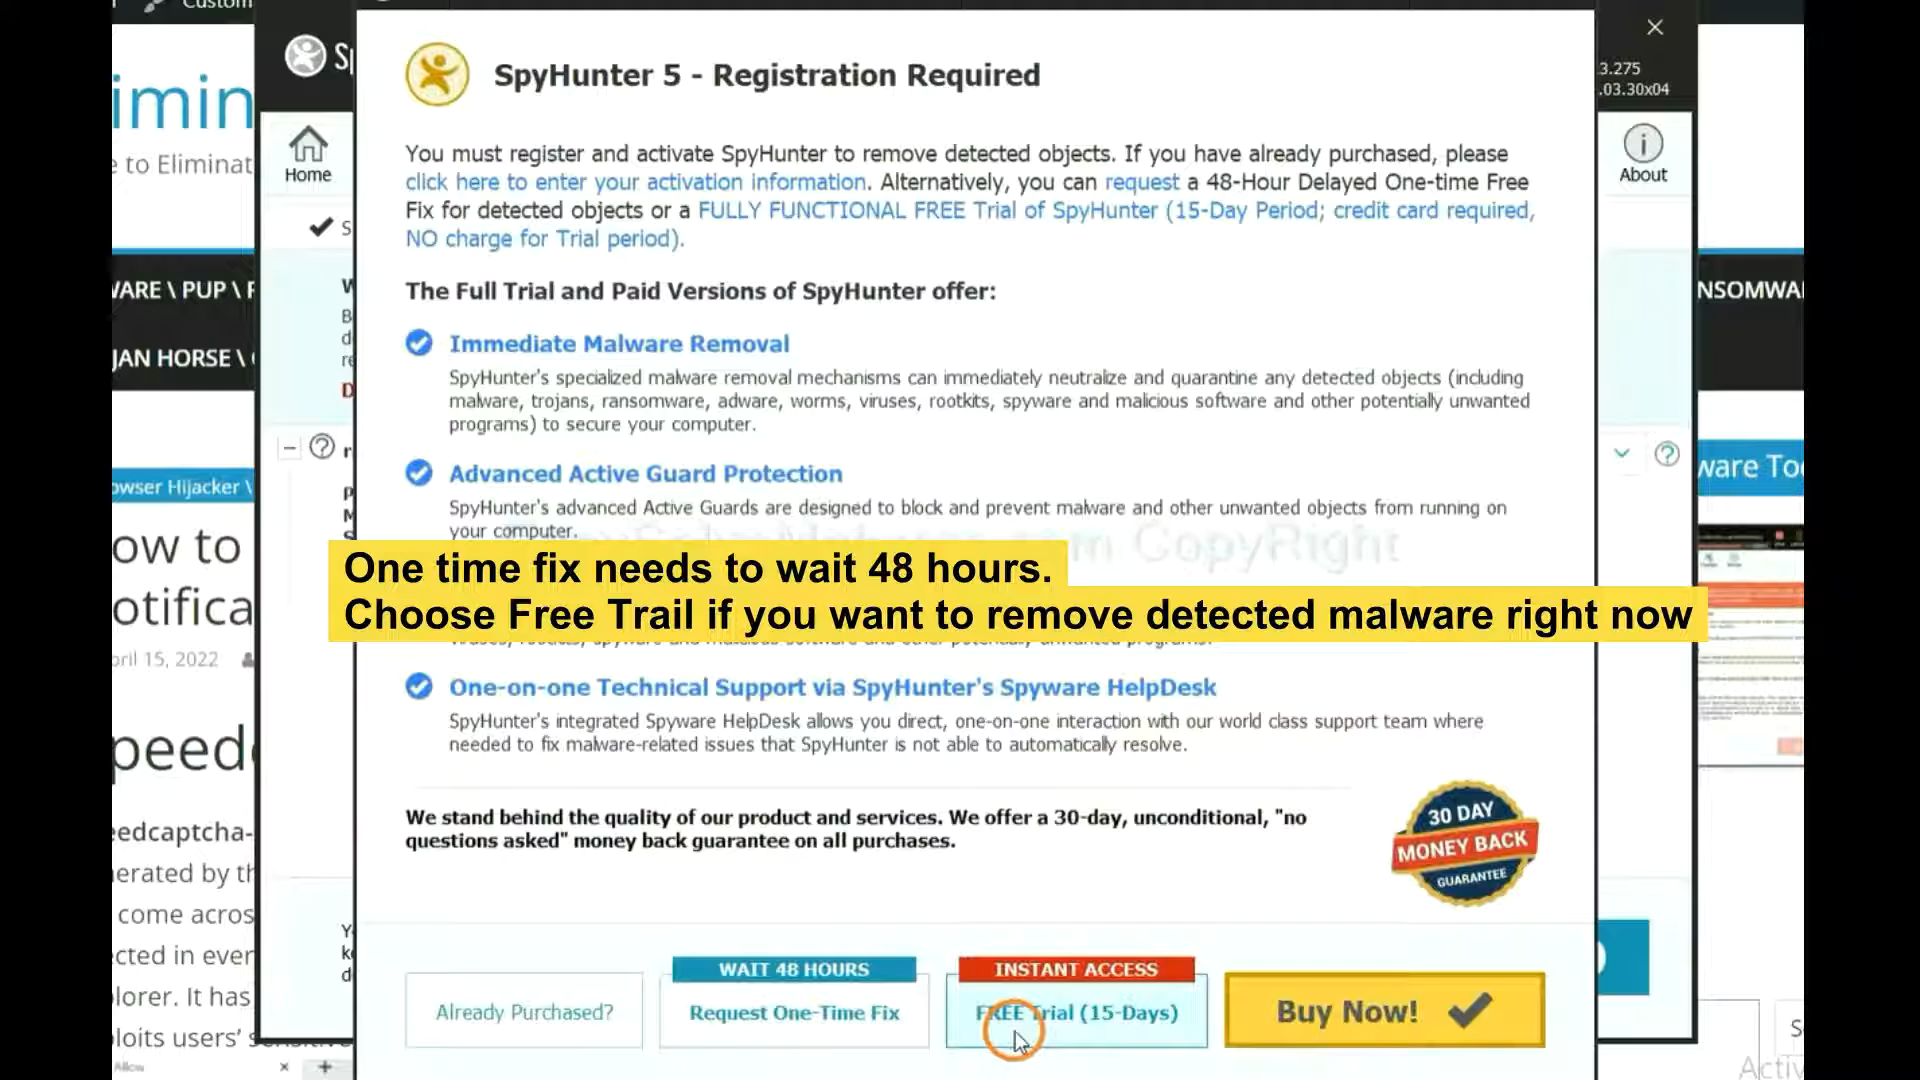 Custom
SpyHunter 5 - Registration Required
3.275
.03.30x04
imin
e to Eliminat
Home
About
You must register and activate SpyHunter to remove detected objects. If you have already purchased, please
click here to enter your activation information. Alternatively, you can request a 48-Hour Delayed One-time Free
Fix for detected objects or a FULLY FUNCTIONAL FREE Trial of SpyHunter (15-Day Period; credit card required,
NO charge for Trial period).
WARE \ PUP \
NSOMWA
JAN HORSE \
The Full Trial and Paid Versions of SpyHunter offer:
Immediate Malware Removal
SpyHunter's specialized malware removal mechanisms can immediately neutralize and quarantine any detected objects (including
malware, trojans, ransomware, adware, worms, viruses, rootkits, spyware and malicious software and other potentially unwanted
programs) to secure your computer.
Advanced Active Guard Protection
SpyHunter's advanced Active Guards are designed to block and prevent malware and other unwanted objects from running on
your computer.
owser Hijacker \
ware Too
CopyRight
One time fix needs to wait 48 hours.
Choose Free Trail if you want to remove detected malware right now
ow to
otifica
pril 15, 2022
One-on-one Technical Support via SpyHunter's Spyware HelpDesk
SpyHunter's integrated Spyware HelpDesk allows you direct, one-on-one interaction with our world class support team where
needed to fix malware-related issues that SpyHunter is not able to automatically resolve.
peed
We stand behind the quality of our product and services. We offer a 30-day, unconditional, "no
questions asked" money back guarantee on all purchases.
30 DAY
MONEY BACK
GUARANTEE
eedcaptcha-
nerated by th
come across
cted in ever
lorer. It has
ploits users'
WAIT 48 HOURS
INSTANT ACCESS
Already Purchased?
Request One-Time Fix
FREE Trial (15-Days)
Buy Now!
Allow
Activ